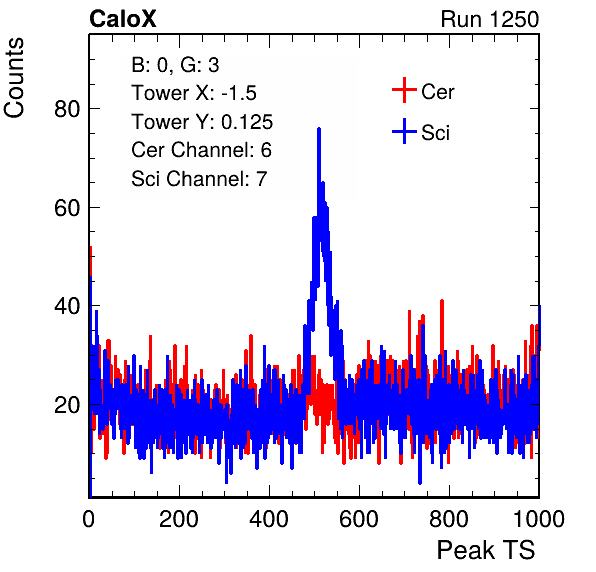 CaloX Run 1250
Counts
B: 0, G: 3
Tower X: -1.5
Tower Y: 0.125
Cer Channel: 6
Sci Channel: 7
Cer
Sci
80
60
40
20
0 200 400 600 800 1000
Peak TS